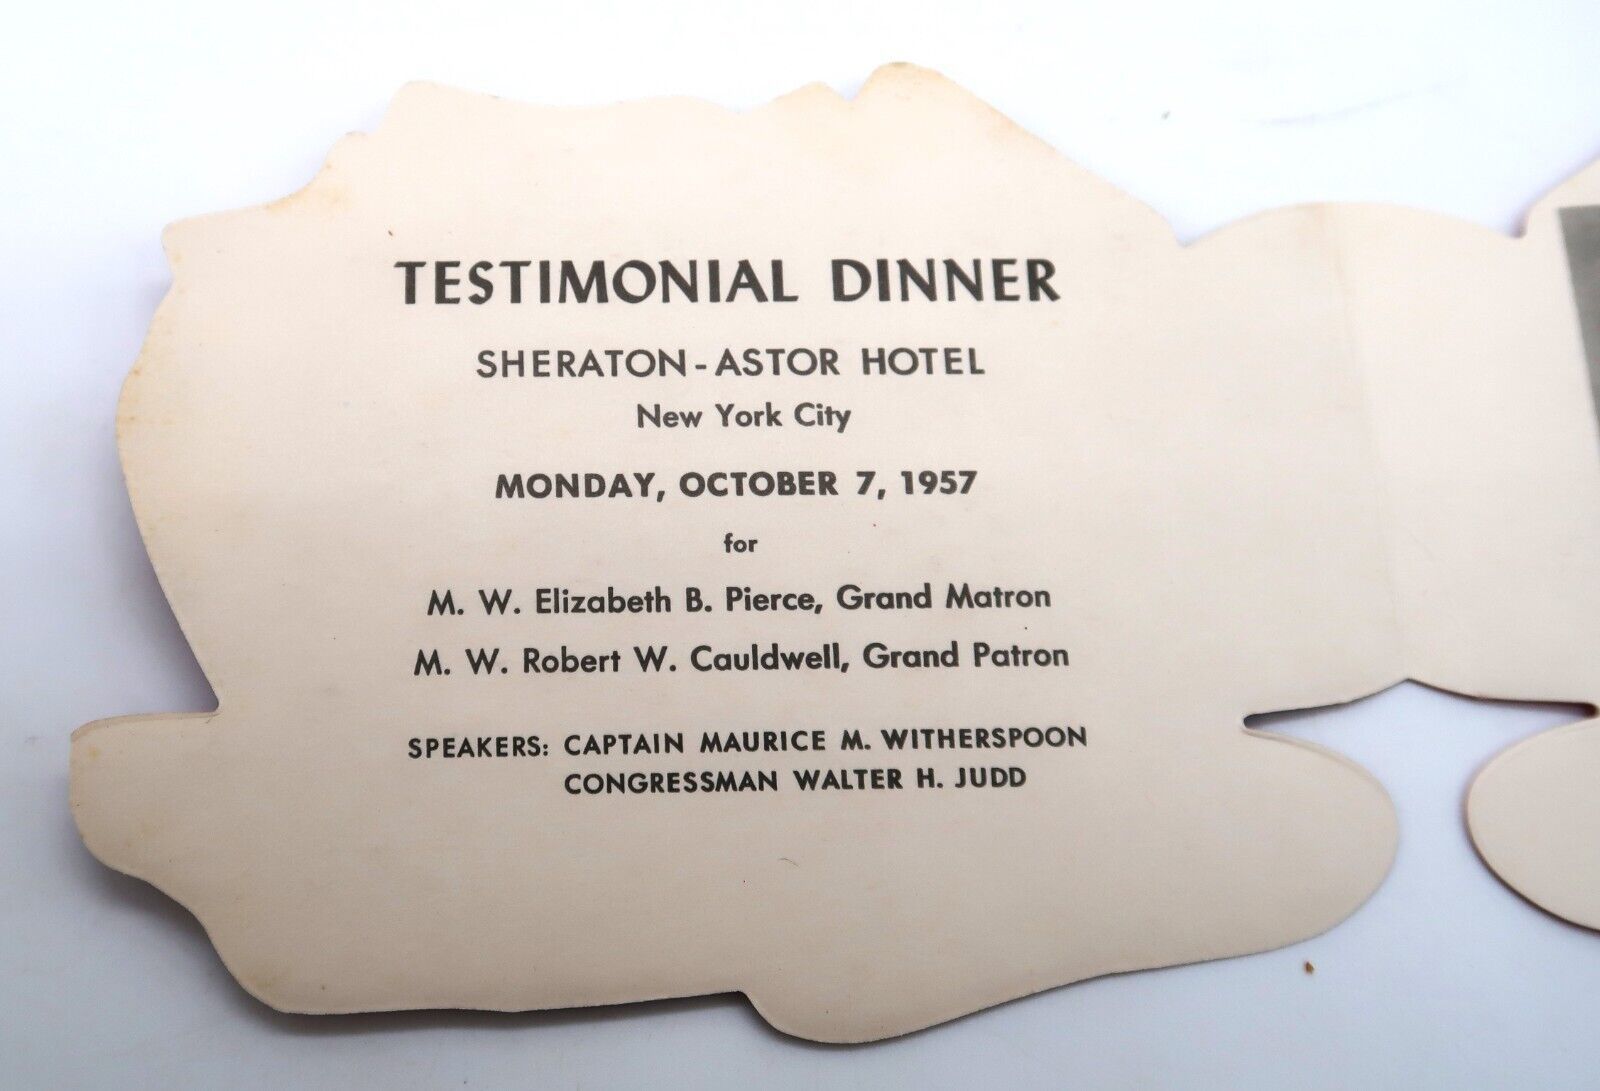 TESTIMONIAL DINNER
SHERATON-ASTOR HOTEL
New York City
MONDAY, OCTOBER 7, 1957
for
M. W. Elizabeth B. Pierce, Grand Matron
M. W. Robert W. Cauldwell, Grand Patron
SPEAKERS: CAPTAIN MAURICE M. WITHERSPOON
CONGRESSMAN WALTER H. JUDD